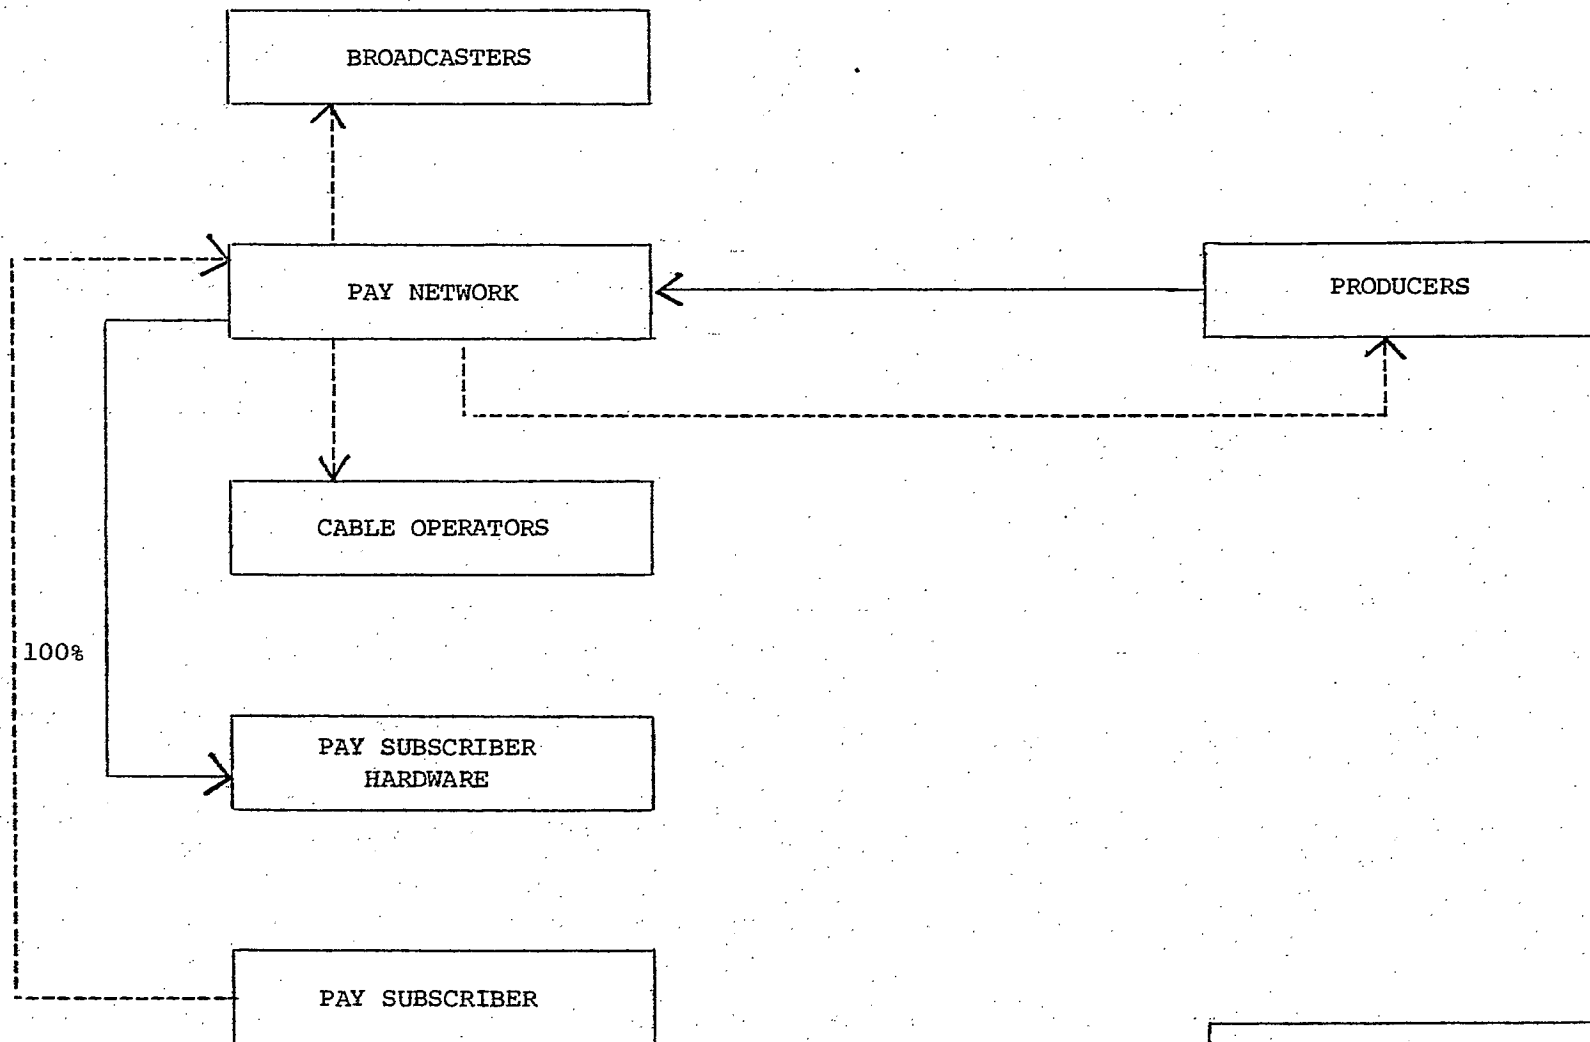 BROADCASTERS
PAY NETWORK
PRODUCERS
CABLE OPERATORS
100%
PAY SUBSCRIBER
HARDWARE
PAY SUBSCRIBER